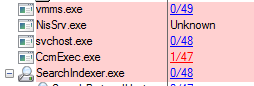 vmms.exe 0/49
NisSrv.exe Unknown
svchost.exe 0/48
CcmExec.exe 1/47
SearchIndexer.exe 0/48